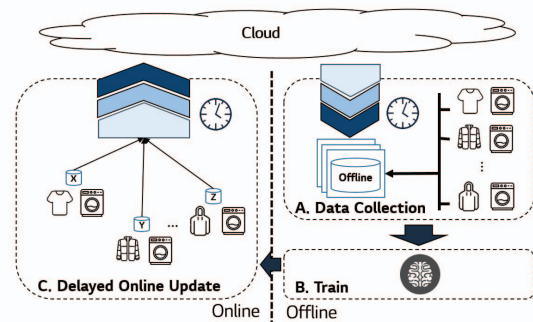 Cloud
X
Y
Z
...
C. Delayed Online Update
Online
Offline
A. Data Collection
⋮
B. Train
Offline